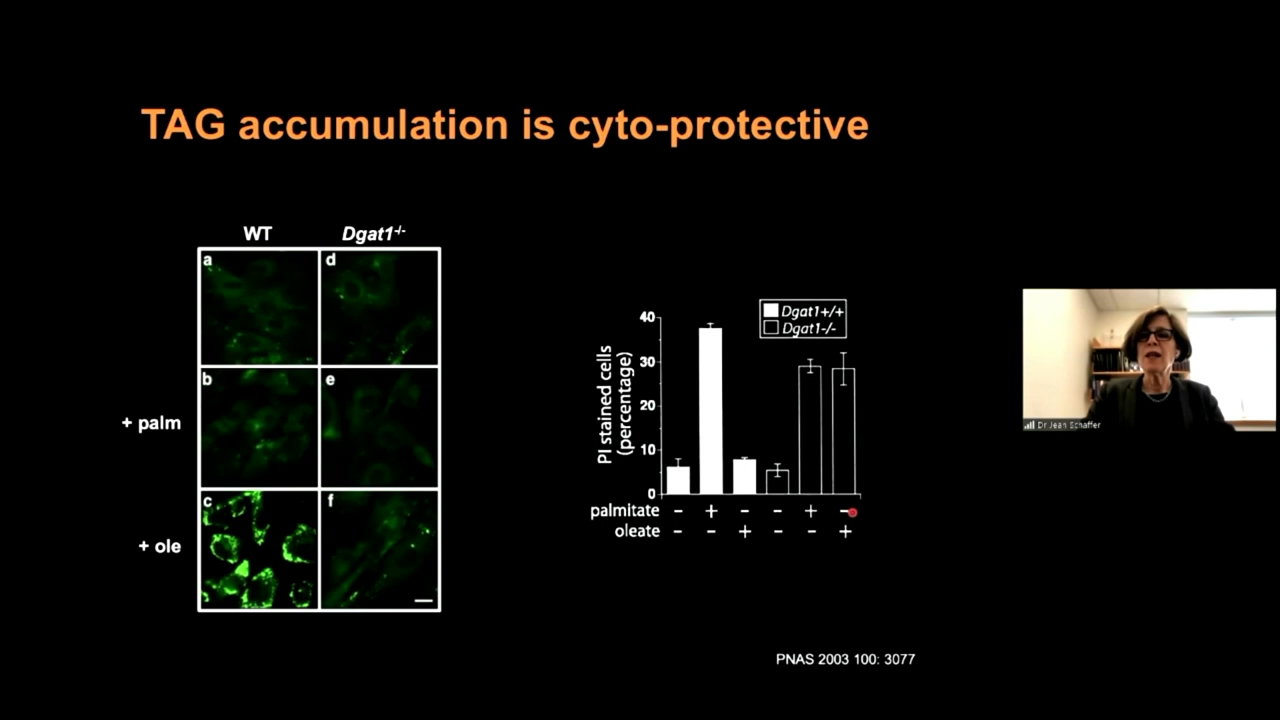 TAG accumulation is cyto-protective
WT
Dgat1-/-
a
d
b
e
+ palm
c
f
+ ole
Dgat1+/+
Dgat1-/-
PI stained cells
(percentage)
40
30
20
10
0
palmitate - + - - + -
oleate - - + - - +
Dr Jean Schaffer
PNAS 2003 100: 3077